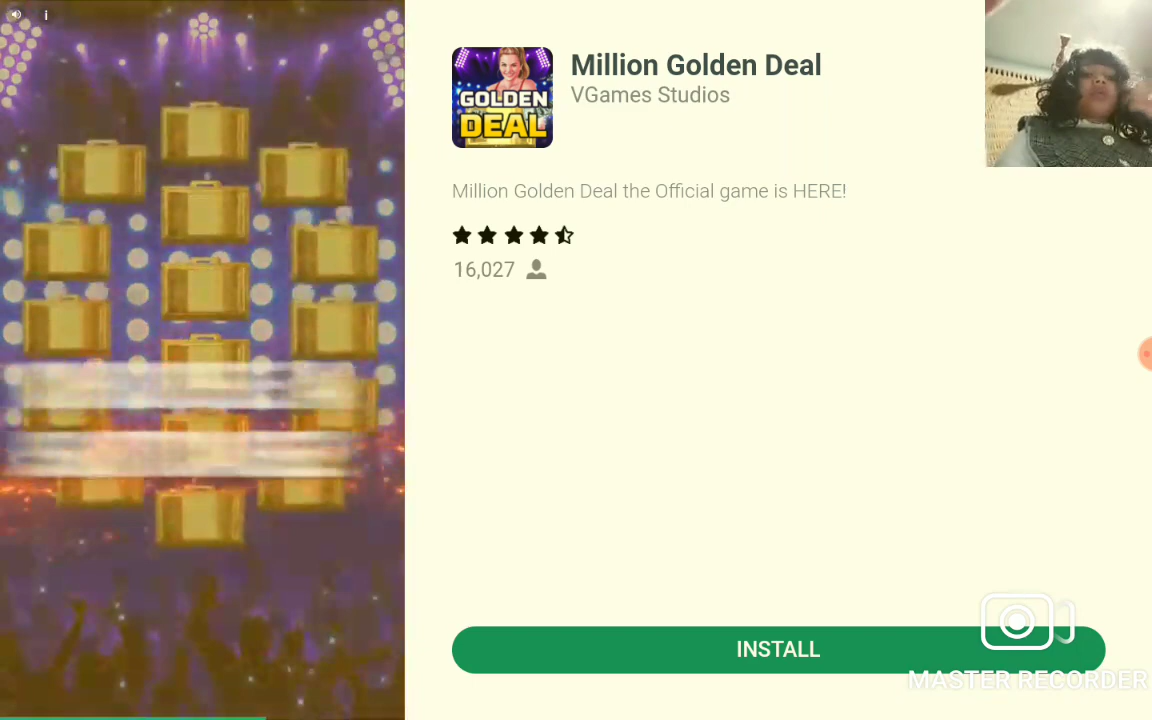 Million Golden Deal
VGames Studios
GOLDEN
DEAL
Million Golden Deal the Official game is HERE!
16,027
INSTALL
MASTER RECORDER